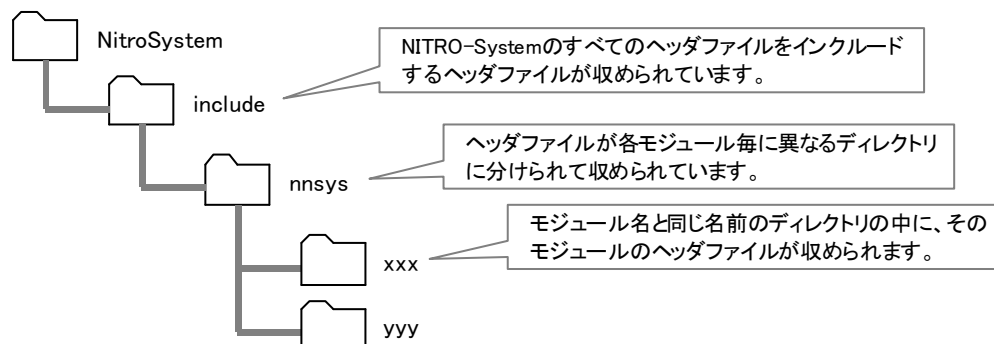 NitroSystem
NITRO-Systemのすべてのヘッダファイルをインクルード
するヘッダファイルが収められています。
include
ヘッダファイルが各モジュール毎に異なるディレクトリ
に分けられて収められています。
nnsys
モジュール名と同じ名前のディレクトリの中に、その
モジュールのヘッダファイルが収められます。
xxx
yyy